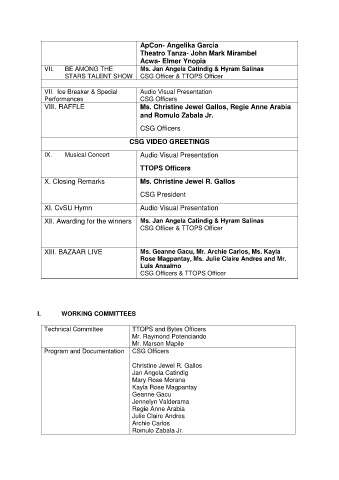 ApCon- Angelika Garcia
Theatro Tanza- John Mark Mirambel
Acwa- Elmer Ynopia
VII. BE AMONG THE STARS TALENT SHOW
Ms. Jan Angela Catindig & Hyram Salinas
CSG Officer & TTOPS Officer
VII. Ice Breaker & Special Performances
Audio Visual Presentation
CSG Officers
VIII. RAFFLE
Ms. Christine Jewel Gallos, Regie Anne Arabia
and Romulo Zabala Jr.
CSG Officers
CSG VIDEO GREETINGS
IX. Musical Concert
Audio Visual Presentation
TTOPS Officers
X. Closing Remarks
Ms. Christine Jewel R. Gallos
CSG President
XI. CvSU Hymn
Audio Visual Presentation
XII. Awarding for the winners
Ms. Jan Angela Catindig & Hyram Salinas
CSG Officer & TTOPS Officer
XIII. BAZAAR LIVE
Ms. Geanne Gacu, Mr. Archie Carlos, Ms. Kayla
Rose Magpantay, Ms. Julie Claire Andres and Mr.
Luis Ansalmo
CSG Officers & TTOPS Officer
I. WORKING COMMITTEES
Technical Committee
TTOPS and Bytes Officers
Mr. Raymond Potenciando
Mr. Marson Maple
Program and Documentation
CSG Officers
Christine Jewel R. Gallos
Jan Angela Catindig
Mary Rose Morana
Kayla Rose Magpantay
Geanne Gacu
Jennelyn Valderama
Regie Anne Arabia
Julie Claire Andres
Archie Carlos
Romulo Zabala Jr.